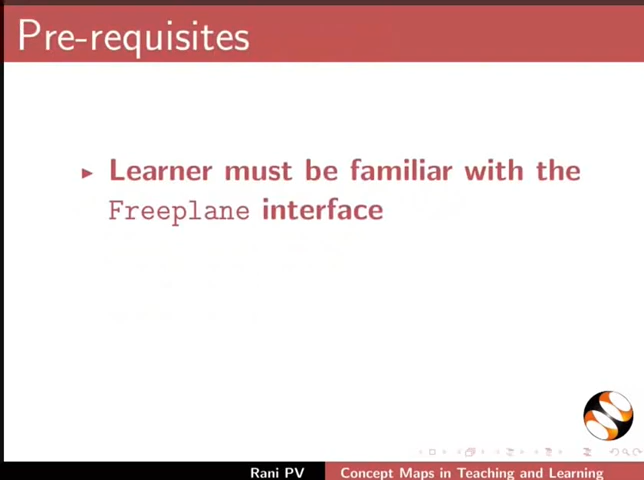 Pre-requisites
Learner must be familiar with the
Freeplane interface
Rani PV
Concept Maps in Teaching and Learning